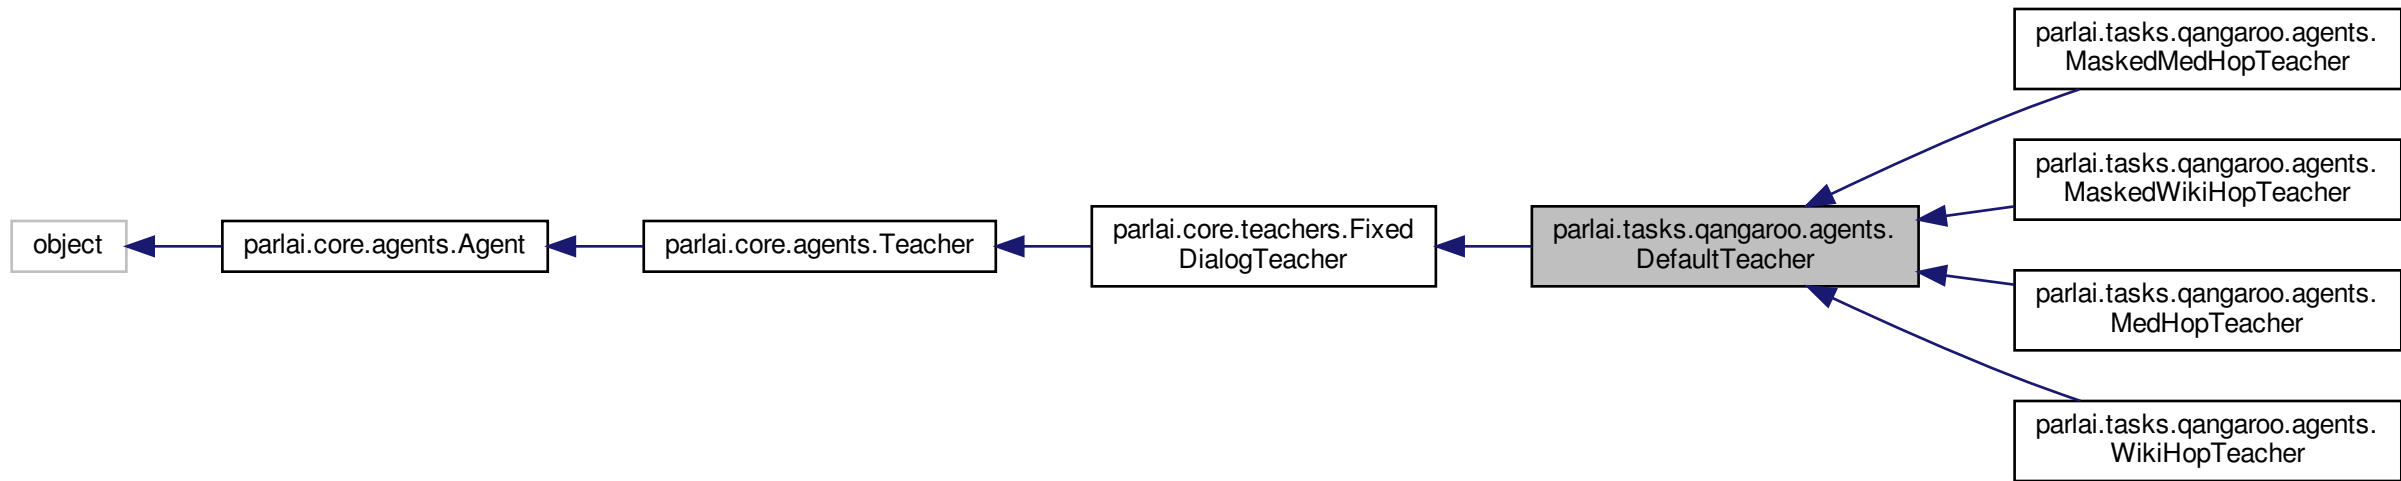 object
parlai.core.agents.Agent
parlai.core.agents.Teacher
parlai.core.teachers.Fixed
DialogTeacher
parlai.tasks.qangaroo.agents.
DefaultTeacher
parlai.tasks.qangaroo.agents.
MaskedMedHopTeacher
parlai.tasks.qangaroo.agents.
MaskedWikiHopTeacher
parlai.tasks.qangaroo.agents.
MedHopTeacher
parlai.tasks.qangaroo.agents.
WikiHopTeacher